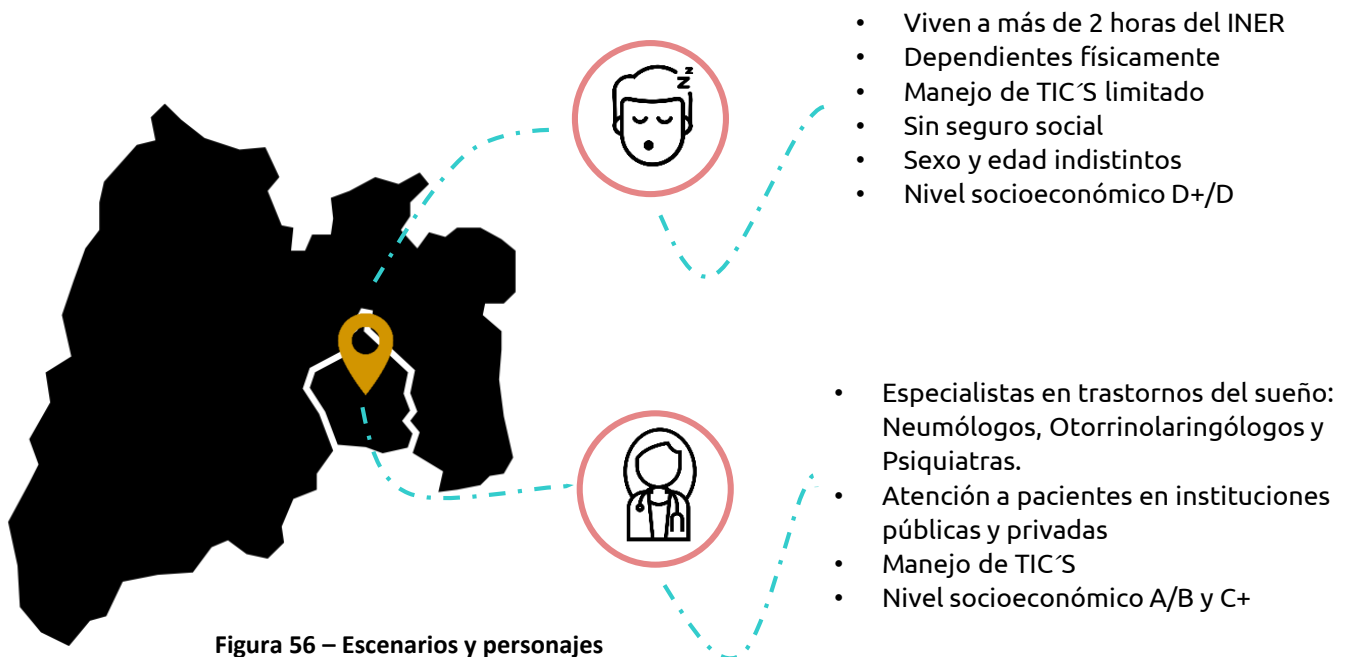 • Viven a más de 2 horas del INER
• Dependientes físicamente
• Manejo de TIC´S limitado
• Sin seguro social
• Sexo y edad indistintos
• Nivel socioeconómico D+/D
z
z
• Especialistas en trastornos del sueño:
Neumólogos, Otorrinolaringólogos y
Psiquiatras.
• Atención a pacientes en instituciones
públicas y privadas
• Manejo de TIC´S
• Nivel socioeconómico A/B y C+
Figura 56 – Escenarios y personajes